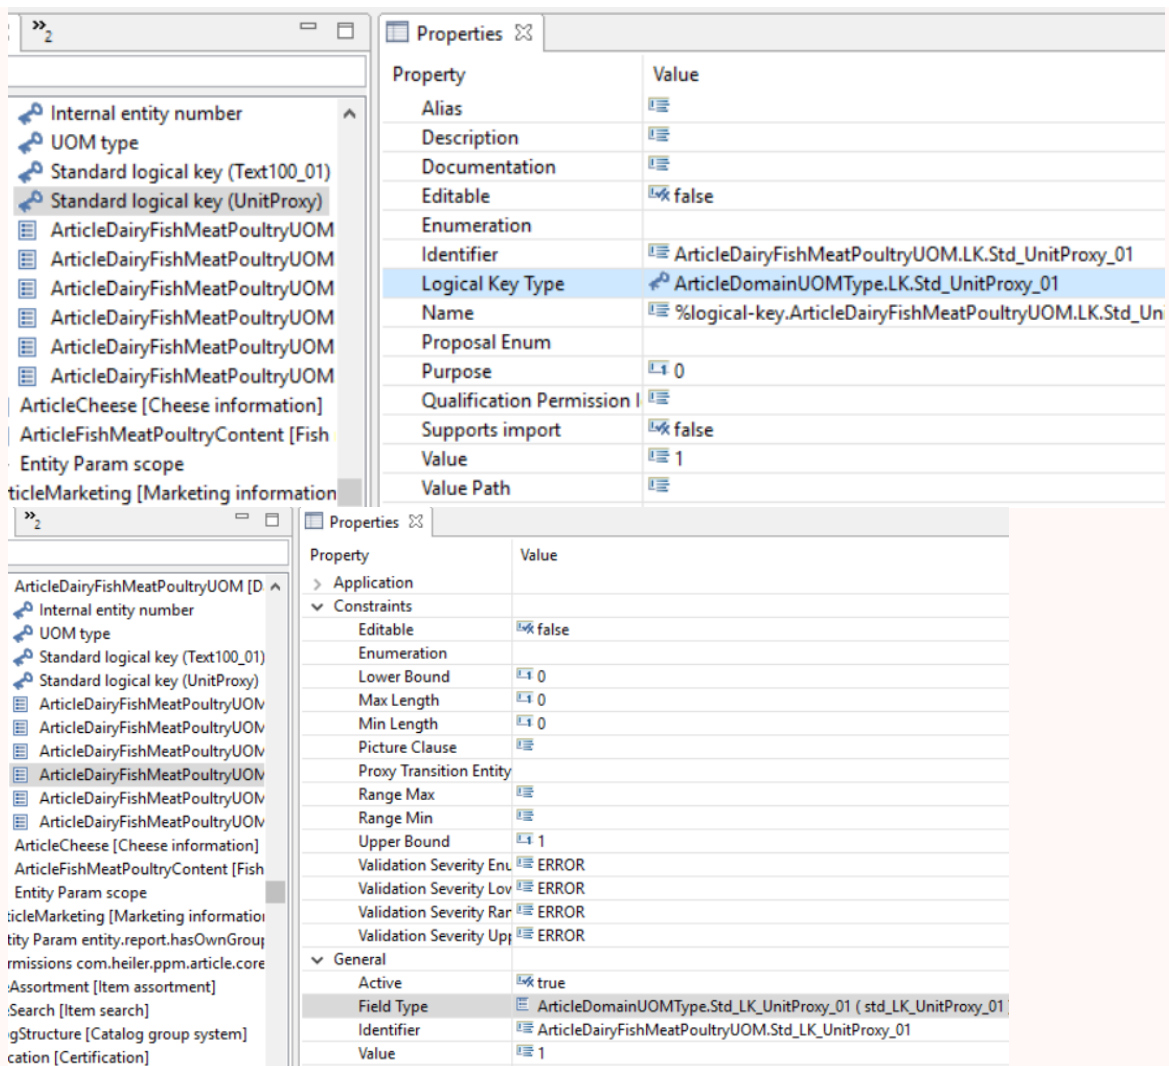 »2
Internal entity number
UOM type
Standard logical key (Text100_01)
Standard logical key (UnitProxy)
ArticleDairyFishMeatPoultryUOM
ArticleDairyFishMeatPoultryUOM
ArticleDairyFishMeatPoultryUOM
ArticleDairyFishMeatPoultryUOM
ArticleDairyFishMeatPoultryUOM
ArticleDairyFishMeatPoultryUOM
ArticleCheese [Cheese information]
ArticleFishMeatPoultryContent [Fish
Entity Param scope
ticleMarketing [Marketing information
Properties
Property Value
Alias
Description
Documentation
Editable false
Enumeration
Identifier ArticleDairyFishMeatPoultryUOM.LK.Std_UnitProxy_01
Logical Key Type ArticleDomainUOMType.LK.Std_UnitProxy_01
Name %logical-key.ArticleDairyFishMeatPoultryUOM.LK.Std_Uni
Proposal Enum
Purpose 0
Qualification Permission I
Supports import false
Value 1
Value Path
»2
ArticleDairyFishMeatPoultryUOM [D
Internal entity number
UOM type
Standard logical key (Text100_01)
Standard logical key (UnitProxy)
ArticleDairyFishMeatPoultryUOM
ArticleDairyFishMeatPoultryUOM
ArticleDairyFishMeatPoultryUOM
ArticleDairyFishMeatPoultryUOM
ArticleDairyFishMeatPoultryUOM
ArticleDairyFishMeatPoultryUOM
ArticleCheese [Cheese information]
ArticleFishMeatPoultryContent [Fish
Entity Param scope
ticleMarketing [Marketing information
tity Param entity.report.hasOwnGroup
rmissions com.heiler.ppm.article.core
Assortment [Item assortment]
Search [Item search]
gStructure [Catalog group system]
cation [Certification]
Properties
Property Value
Application
Constraints
Editable false
Enumeration
Lower Bound 0
Max Length 0
Min Length 0
Picture Clause
Proxy Transition Entity
Range Max
Range Min
Upper Bound 1
Validation Severity Enu ERROR
Validation Severity Lov ERROR
Validation Severity Ran ERROR
Validation Severity Upp ERROR
General
Active true
Field Type ArticleDomainUOMType.Std_LK_UnitProxy_01 ( std_LK_UnitProxy_01 )
Identifier ArticleDairyFishMeatPoultryUOM.Std_LK_UnitProxy_01
Value 1